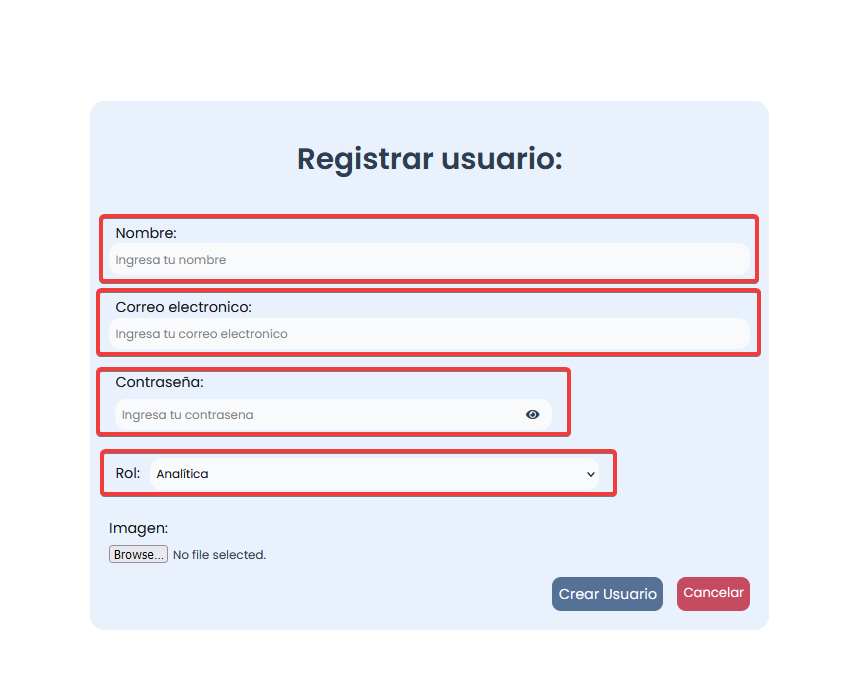 Registrar usuario:
Nombre:
Ingresa tu nombre
Correo electronico:
Ingresa tu correo electronico
Contraseña:
Ingresa tu contrasena
Rol: Analítica
Imagen:
Browse... No file selected.
Crear Usuario Cancelar